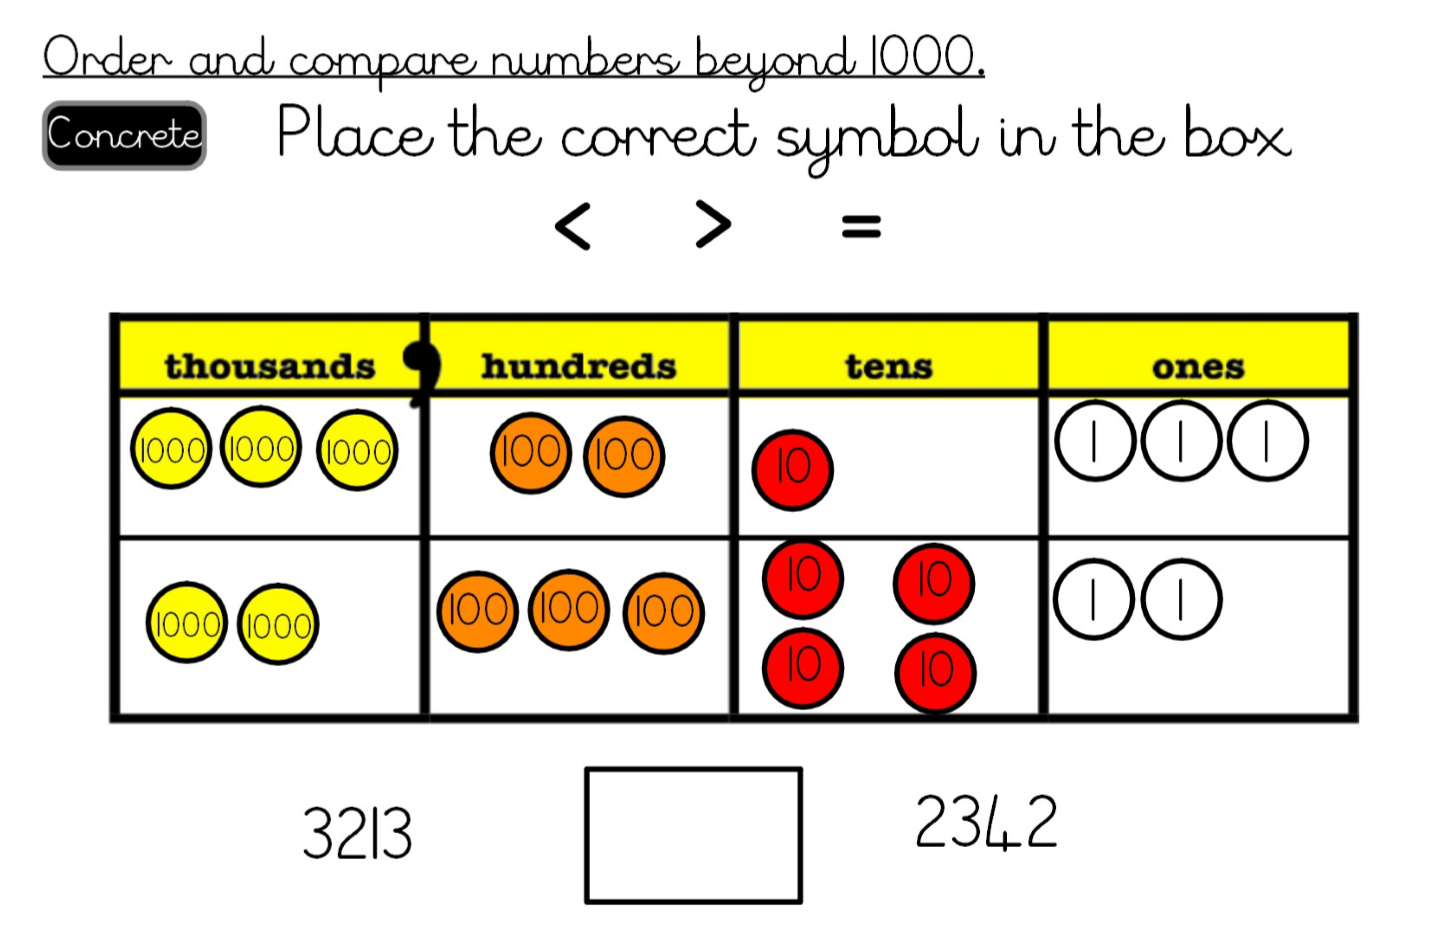 Order and compare numbers beyond 1000.
Concrete Place the correct symbol in the box
< > =
thousands , hundreds tens ones
1000 1000 1000 100 100 10 1 1 1
1000 1000 100 100 100 10 10 1 1
10 10
3213 2342